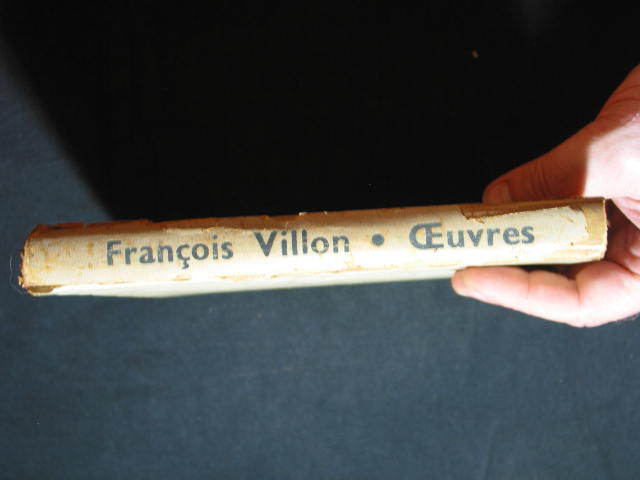 François Villon • Œuvres